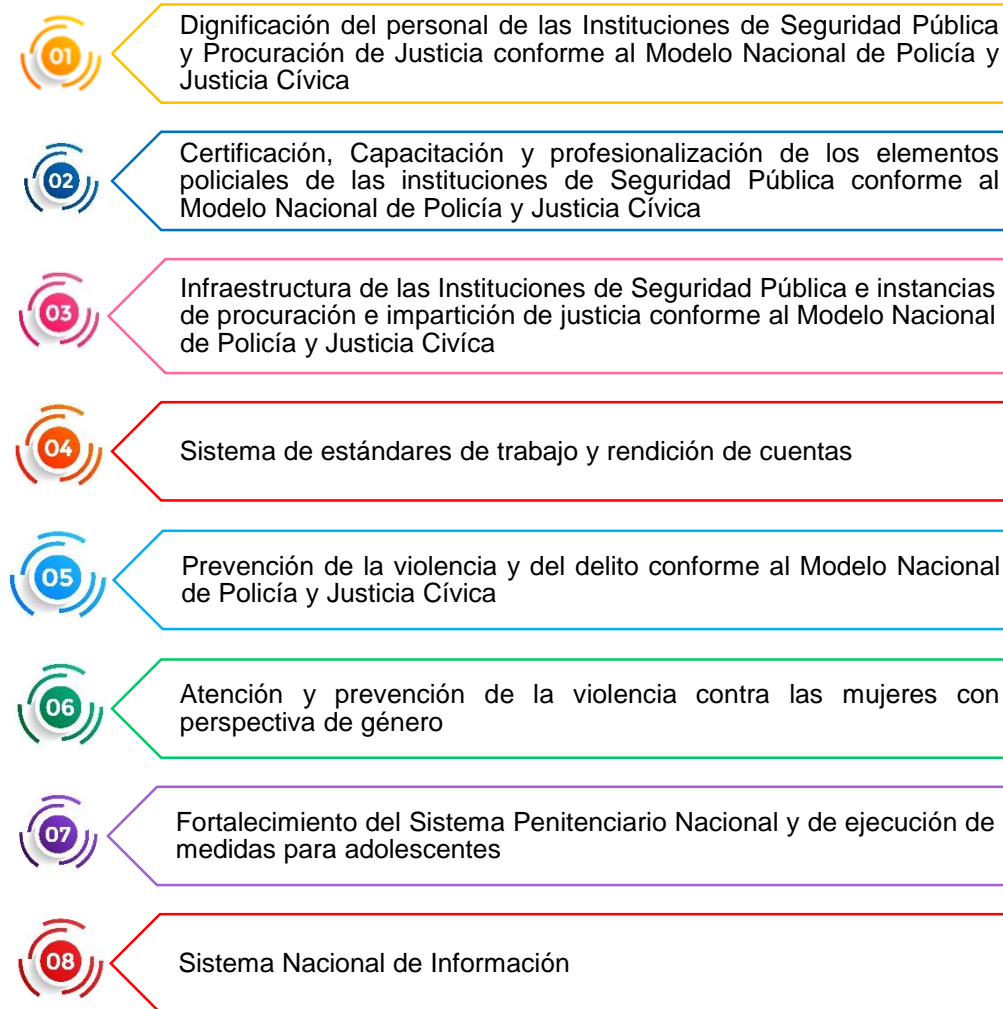 01
Dignificación del personal de las Instituciones de Seguridad Pública
y Procuración de Justicia conforme al Modelo Nacional de Policía y
Justicia Cívica
02
Certificación, Capacitación y profesionalización de los elementos
policiales de las instituciones de Seguridad Pública conforme al
Modelo Nacional de Policía y Justicia Cívica
03
Infraestructura de las Instituciones de Seguridad Pública e instancias
de procuración e impartición de justicia conforme al Modelo Nacional
de Policía y Justicia Civíca
04
Sistema de estándares de trabajo y rendición de cuentas
05
Prevención de la violencia y del delito conforme al Modelo Nacional
de Policía y Justicia Cívica
06
Atención y prevención de la violencia contra las mujeres con
perspectiva de género
07
Fortalecimiento del Sistema Penitenciario Nacional y de ejecución de
medidas para adolescentes
08
Sistema Nacional de Información